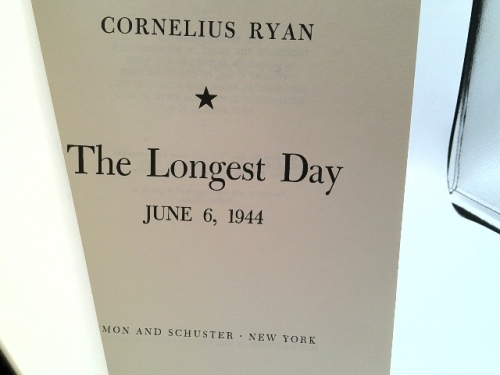 CORNELIUS RYAN
The Longest Day
JUNE 6, 1944
MON AND SCHUSTER · NEW YORK